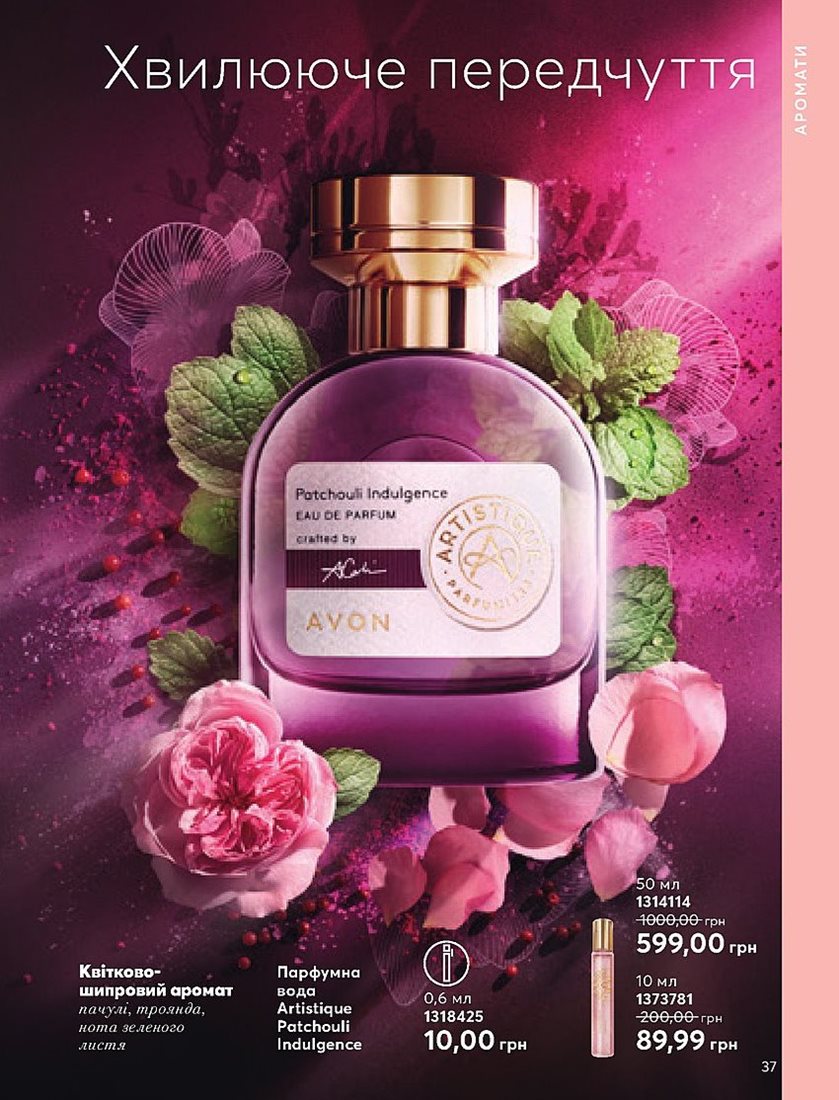 Хвилююче передчуття
АРОМАТИ
Patchouli Indulgence
EAU DE PARFUM
crafted by
AVON
ARTISTIQUE
PARFUMIERS
50 мл
1314114
1000,00 грн
599,00 грн
10 мл
1373781
200,00 грн
89,99 грн
0,6 мл
1318425
10,00 грн
Парфумна
вода
Artistique
Patchouli
Indulgence
Квітково-
шипровий аромат
пачулі, троянда,
нота зеленого
листя
37